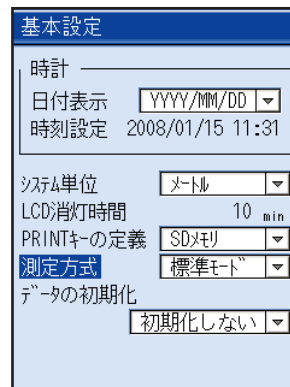 基本設定
時計
日付表示 YYYY/MM/DD
時刻設定 2008/01/15 11:31
ｼｽﾃﾑ単位 ﾒｰﾄﾙ
LCD消灯時間 10 min
PRINTｷｰの定義 SDﾒﾓﾘ
測定方式 標準ﾓｰﾄﾞ
ﾃﾞｰﾀの初期化
初期化しない